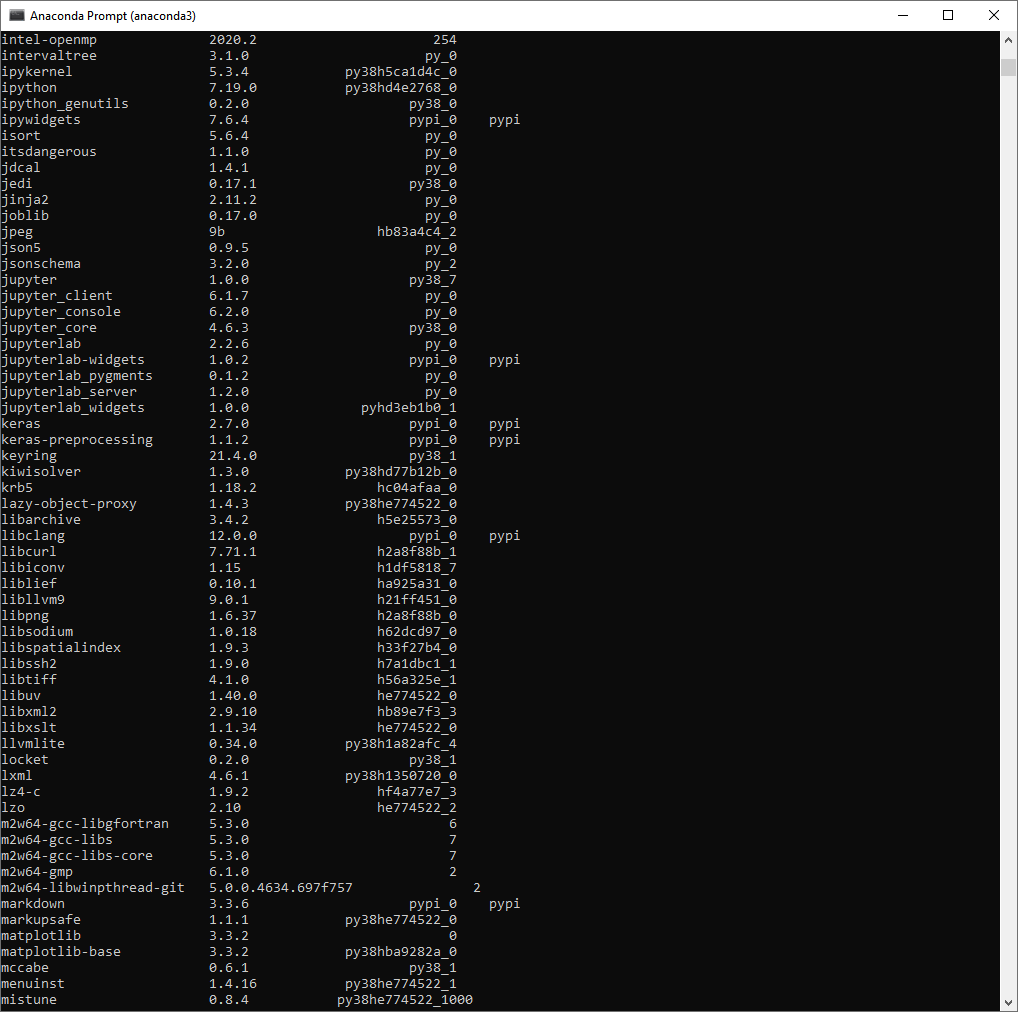 Anaconda Prompt (anaconda3)
intel-openmp 2020.2 254
intervaltree 3.1.0 py_0
ipykernel 5.3.4 py38h5ca1d4c_0
ipython 7.19.0 py38hd4e2768_0
ipython_genutils 0.2.0 py38_0
ipywidgets 7.6.4 pypi_0 pypi
isort 5.6.4 py_0
itsdangerous 1.1.0 py_0
jdcal 1.4.1 py_0
jedi 0.17.1 py38_0
jinja2 2.11.2 py_0
joblib 0.17.0 py_0
jpeg 9b hb83a4c4_2
json5 0.9.5 py_0
jsonschema 3.2.0 py_2
jupyter 1.0.0 py38_7
jupyter_client 6.1.7 py_0
jupyter_console 6.2.0 py_0
jupyter_core 4.6.3 py38_0
jupyterlab 2.2.6 py_0
jupyterlab-widgets 1.0.2 pypi_0 pypi
jupyterlab_pygments 0.1.2 py_0
jupyterlab_server 1.2.0 py_0
jupyterlab_widgets 1.0.0 pyhd3eb1b0_1
keras 2.7.0 pypi_0 pypi
keras-preprocessing 1.1.2 pypi_0 pypi
keyring 21.4.0 py38_1
kiwisolver 1.3.0 py38hd77b12b_0
krb5 1.18.2 hc04afaa_0
lazy-object-proxy 1.4.3 py38he774522_0
libarchive 3.4.2 h5e25573_0
libclang 12.0.0 pypi_0 pypi
libcurl 7.71.1 h2a8f88b_1
libiconv 1.15 h1df5818_7
liblief 0.10.1 ha925a31_0
libllvm9 9.0.1 h21ff451_0
libpng 1.6.37 h2a8f88b_0
libsodium 1.0.18 h62dcd97_0
libspatialindex 1.9.3 h33f27b4_0
libssh2 1.9.0 h7a1dbc1_1
libtiff 4.1.0 h56a325e_1
libuv 1.40.0 he774522_0
libxml2 2.9.10 hb89e7f3_3
libxslt 1.1.34 he774522_0
llvmlite 0.34.0 py38h1a82afc_4
locket 0.2.0 py38_1
lxml 4.6.1 py38h1350720_0
lz4-c 1.9.2 hf4a77e7_3
lzo 2.10 he774522_2
m2w64-gcc-libgfortran 5.3.0 6
m2w64-gcc-libs 5.3.0 7
m2w64-gcc-libs-core 5.3.0 7
m2w64-gmp 6.1.0 2
m2w64-libwinpthread-git 5.0.0.4634.697f757 2
markdown 3.3.6 pypi_0 pypi
markupsafe 1.1.1 py38he774522_0
matplotlib 3.3.2 0
matplotlib-base 3.3.2 py38hba9282a_0
mccabe 0.6.1 py38_1
menuinst 1.4.16 py38he774522_1
mistune 0.8.4 py38he774522_1000